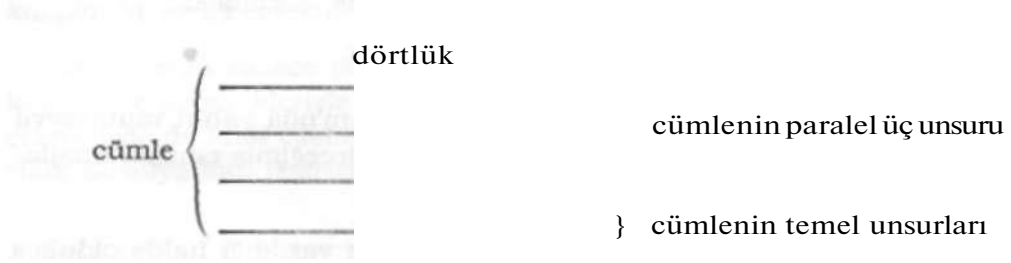 dörtlük
cümlenin paralel üç unsuru
cümle
} cümlenin temel unsurları